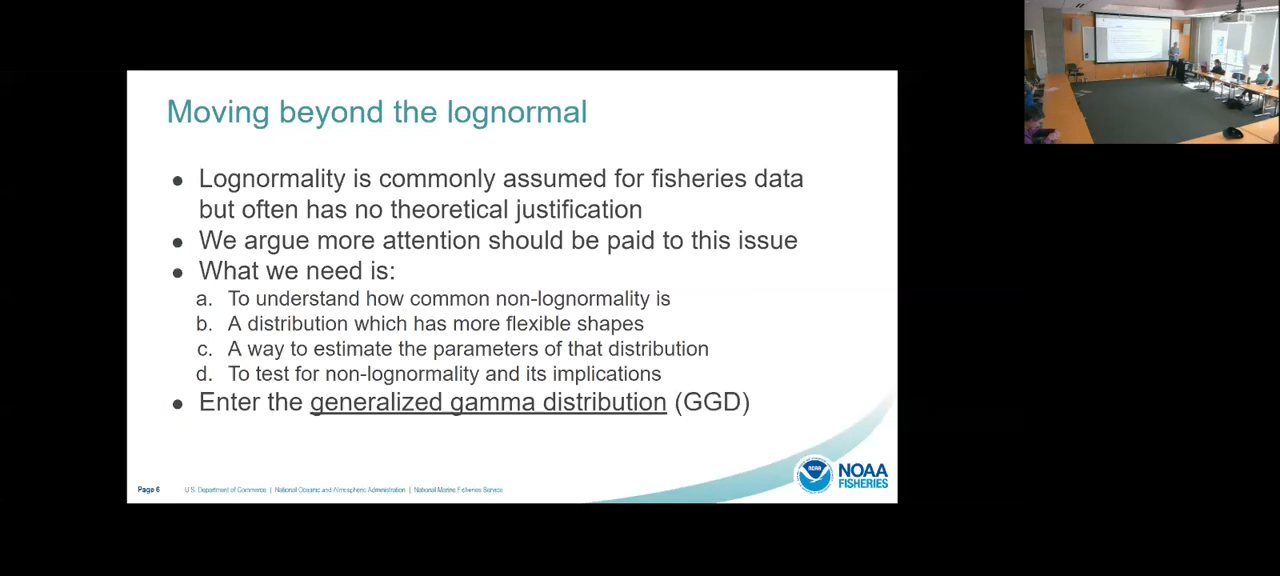 Moving beyond the lognormal
● Lognormality is commonly assumed for fisheries data
but often has no theoretical justification
● We argue more attention should be paid to this issue
● What we need is:
a. To understand how common non-lognormality is
b. A distribution which has more flexible shapes
c. A way to estimate the parameters of that distribution
d. To test for non-lognormality and its implications
● Enter the generalized gamma distribution (GGD)
NOAA
NOAA
FISHERIES
Page 6
U.S. Department of Commerce | National Oceanic and Atmospheric Administration | National Marine Fisheries Service